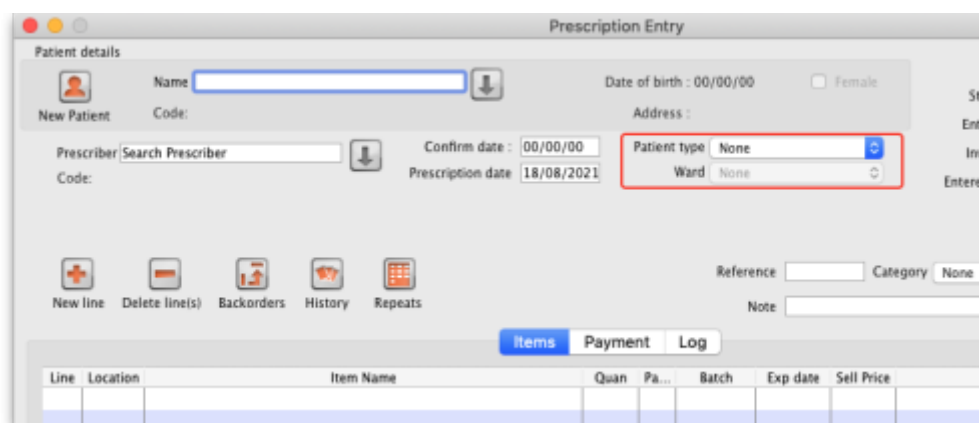 Prescription Entry
Patient details
Name
Date of birth : 00/00/00
Female
New Patient
Code:
Address :
Prescriber Search Prescriber
Confirm date : 00/00/00
Patient type None
Code:
Prescription date 18/08/2021
Ward None
Reference
Category None
New line
Delete line(s)
Backorders
History
Repeats
Note
Items
Payment
Log
Line Location Item Name Quan Pa... Batch Exp date Sell Price